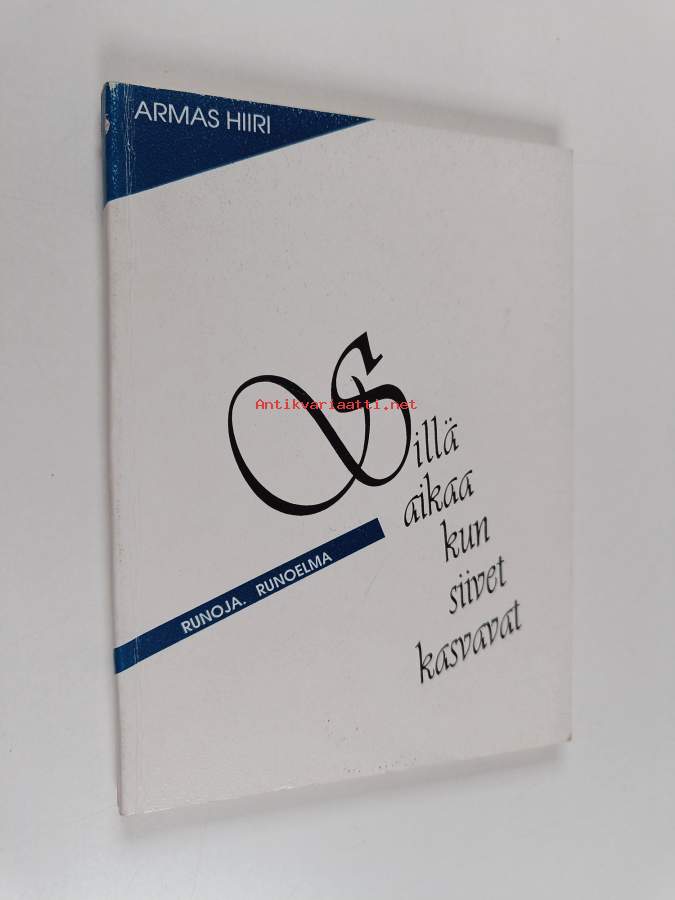 ARMAS HIIRI
Antikvariaatti.net
Sillä
aikaa
kun
siivet
kasvavat
RUNOJA. RUNOELMA